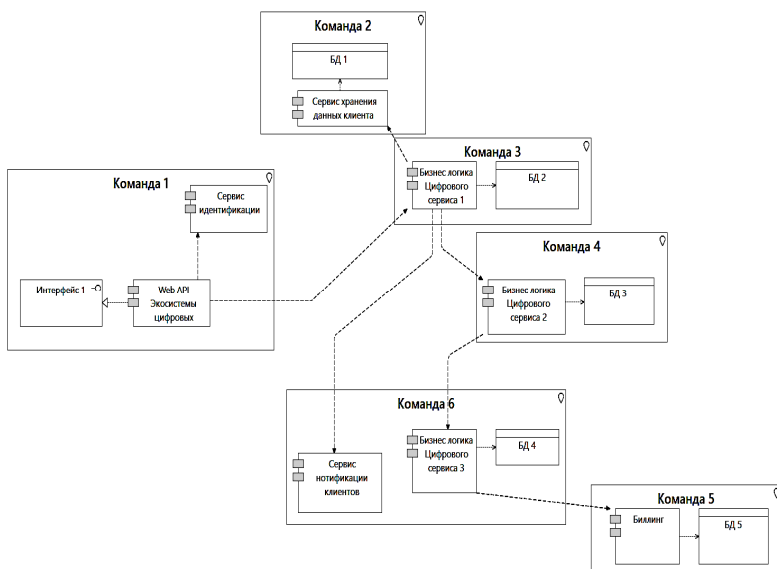 Команда 2
БД 1
Сервис хранения
данных клиента
Команда 3
Бизнес логика
Цифрового
сервиса 1
БД 2
Команда 1
Сервис
идентификации
Интерфейс 1
Web API
Экосистемы
цифровых
Команда 4
Бизнес логика
Цифрового
сервиса 2
БД 3
Команда 6
Сервис
нотификации
клиентов
Бизнес логика
Цифрового
сервиса 3
БД 4
Команда 5
Биллинг
БД 5